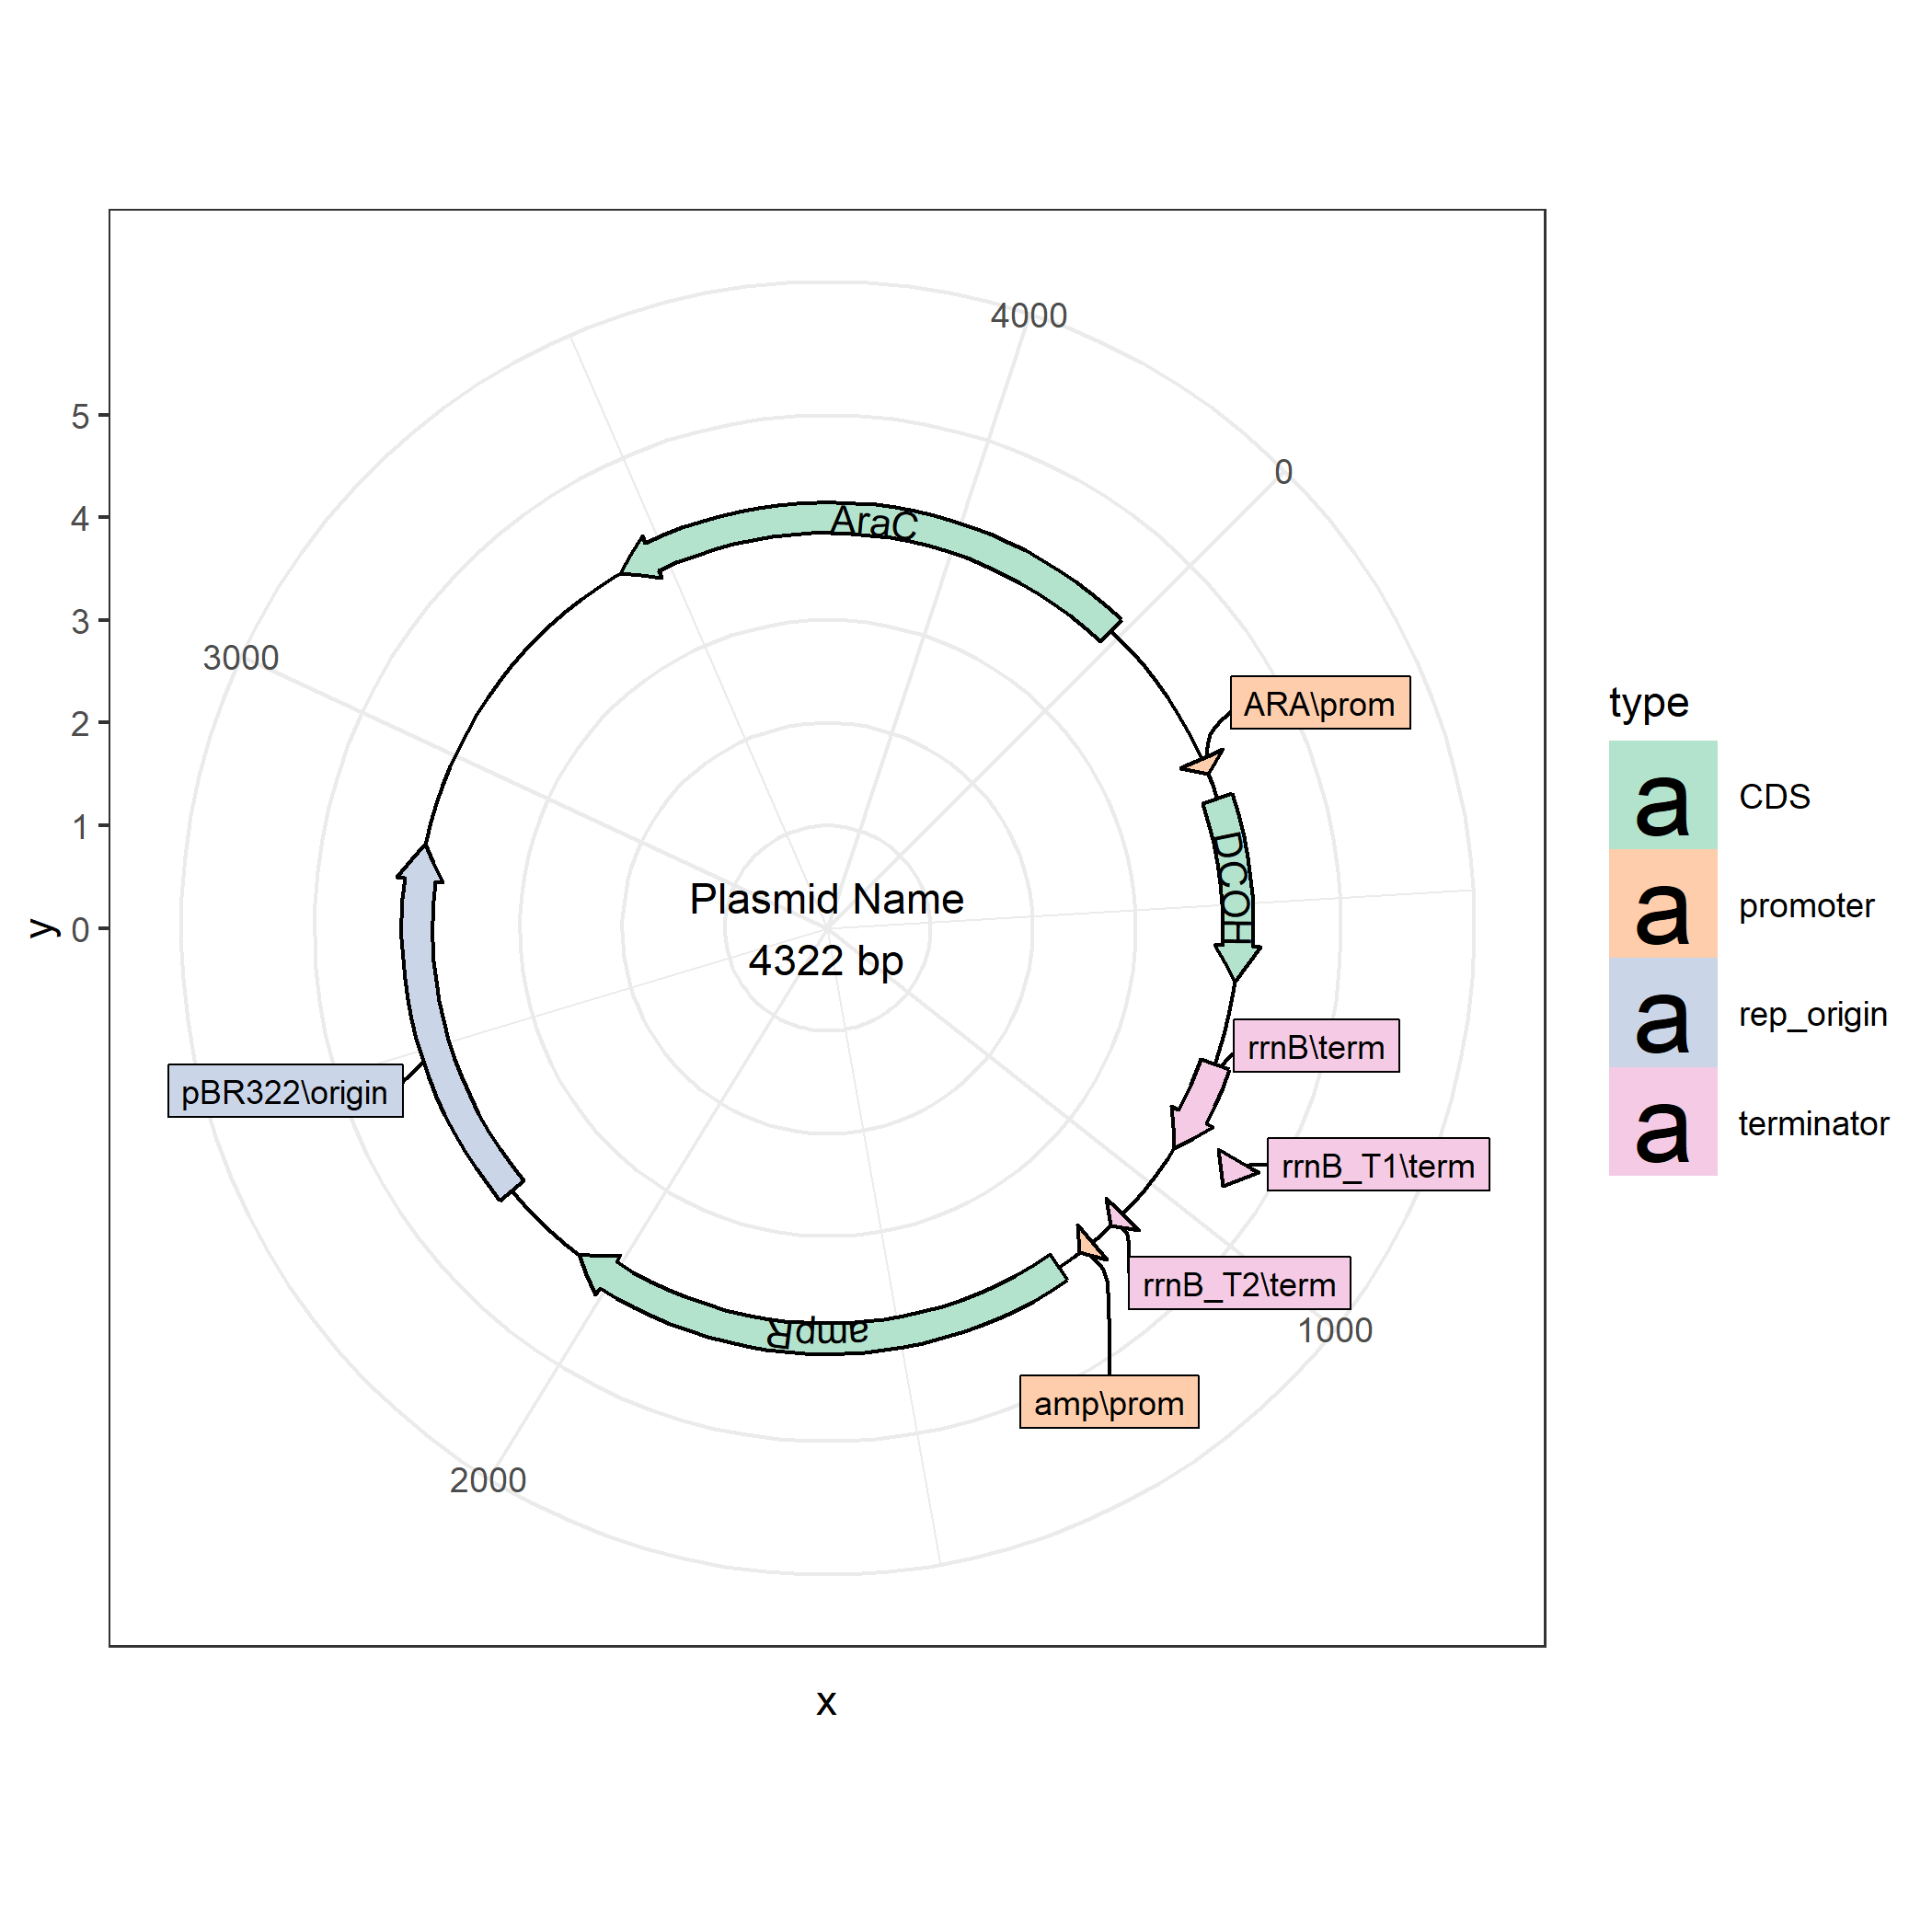 4000
0
5
4
3
2
1
0
y
3000
AraC
ARA\prom
DCOH
Plasmid Name
4322 bp
rrnB\term
pBR322\origin
rrnB_T1\term
rrnB_T2\term
1000
ampR
amp\prom
2000
x
type
a CDS
a promoter
a rep_origin
a terminator